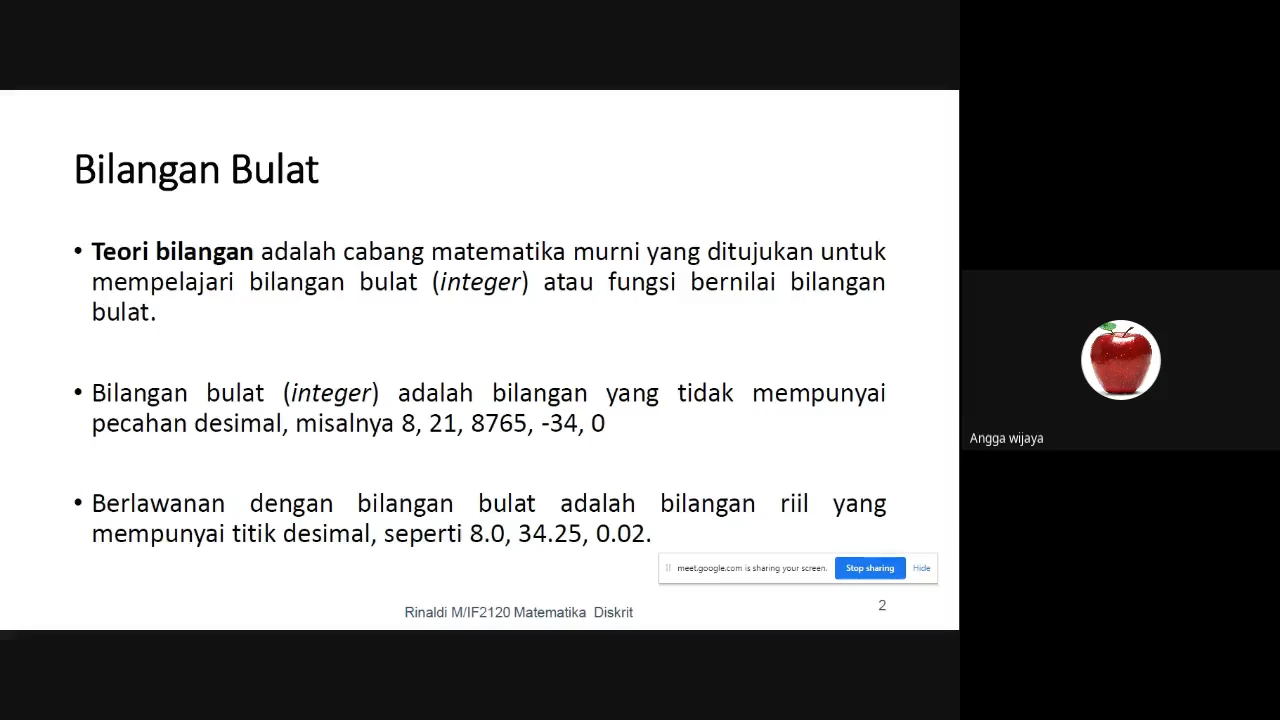 Bilangan Bulat
• Teori bilangan adalah cabang matematika murni yang ditujukan untuk
mempelajari bilangan bulat (integer) atau fungsi bernilai bilangan
bulat.
• Bilangan bulat (integer) adalah bilangan yang tidak mempunyai
pecahan desimal, misalnya 8, 21, 8765, -34, 0
• Berlawanan dengan bilangan bulat adalah bilangan riil yang
mempunyai titik desimal, seperti 8.0, 34.25, 0.02.
meet.google.com is sharing your screen. Stop sharing Hide
Rinaldi M/IF2120 Matematika Diskrit
2
Angga wijaya